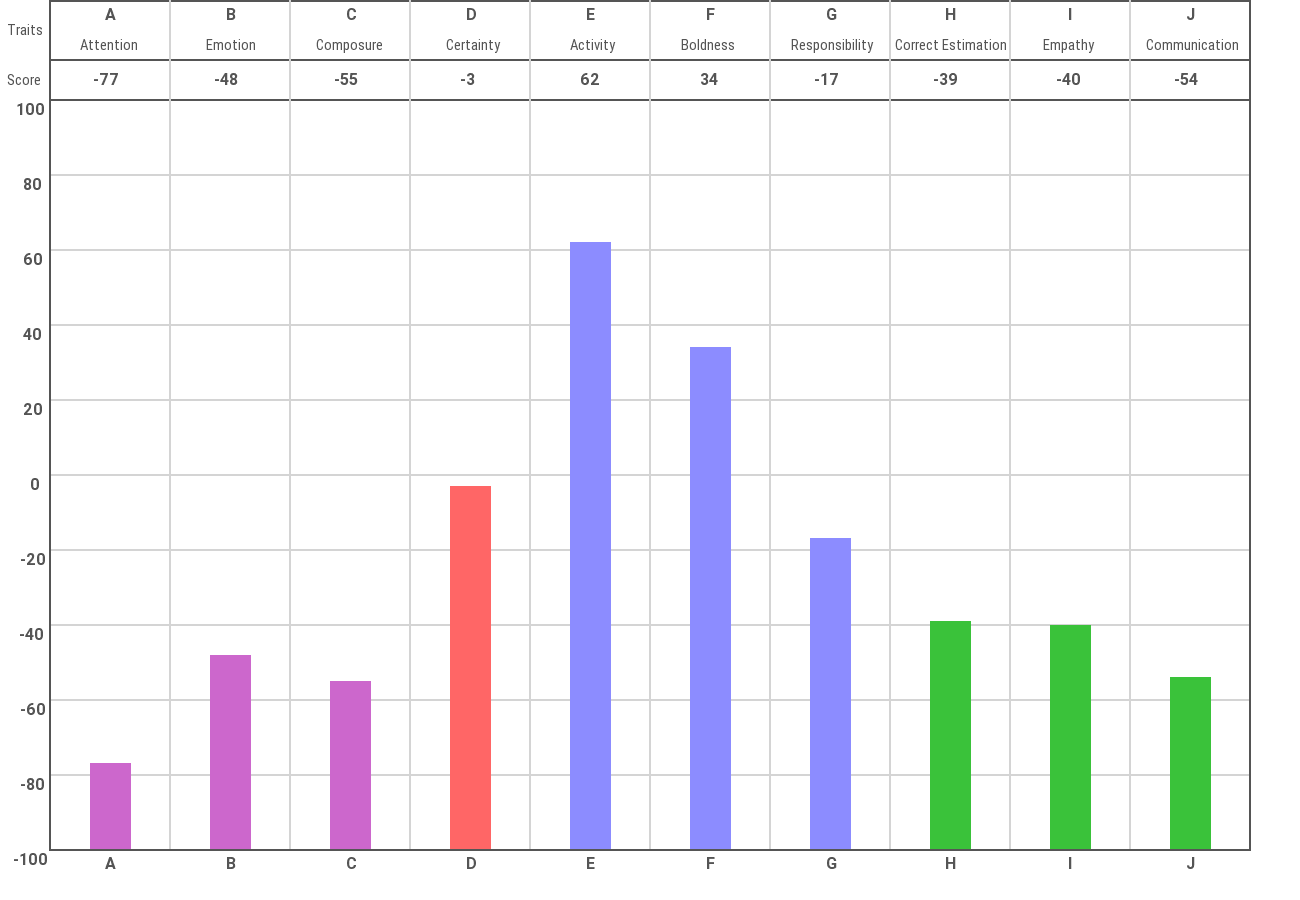 Traits A B C D E F G H I J
Attention Emotion Composure Certainty Activity Boldness Responsibility Correct Estimation Empathy Communication
Score -77 -48 -55 -3 62 34 -17 -39 -40 -54
100
80
60
40
20
0
-20
-40
-60
-80
-100
A B C D E F G H I J